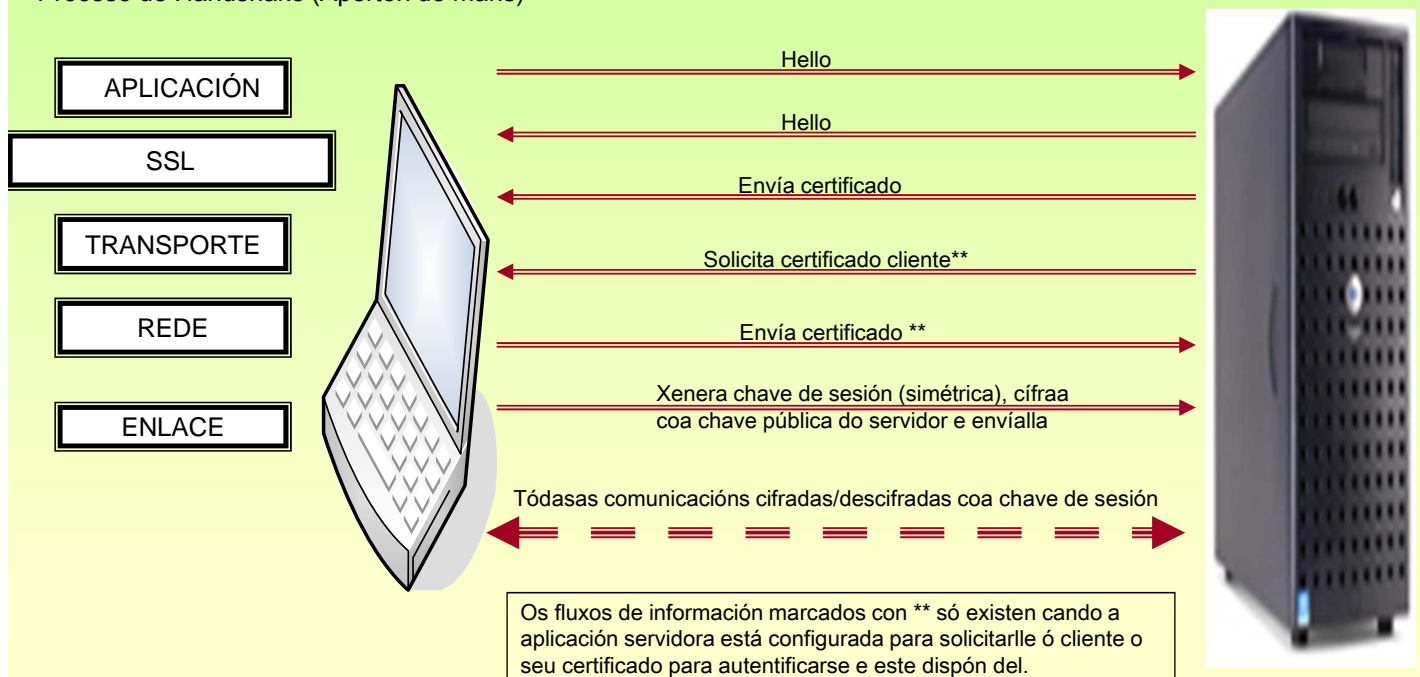 APLICACIÓN
SSL
TRANSPORTE
REDE
ENLACE
Hello
Hello
Envía certificado
Solicita certificado cliente**
Envía certificado **
Xenera chave de sesión (simétrica), cífraa
coa chave pública do servidor e envíalla
Tódasas comunicacións cifradas/descifradas coa chave de sesión
Os fluxos de información marcados con ** só existen cando a
aplicación servidora está configurada para solicitarlle ó cliente o
seu certificado para autentificarse e este dispón del.